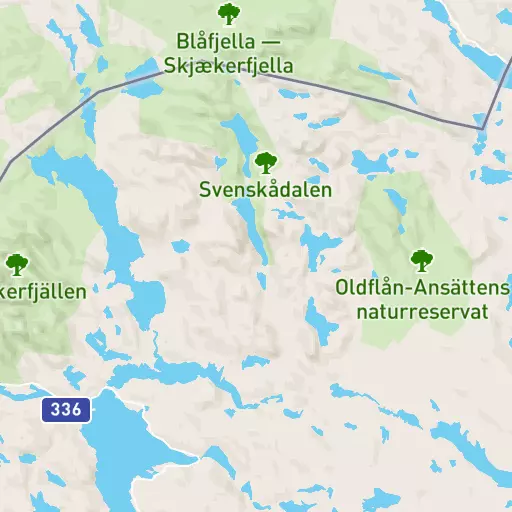 Blåfjella —
Skjækerfjella
Svenskådalen
kerfjällen
Oldflån-Ansättens
naturreservat
336